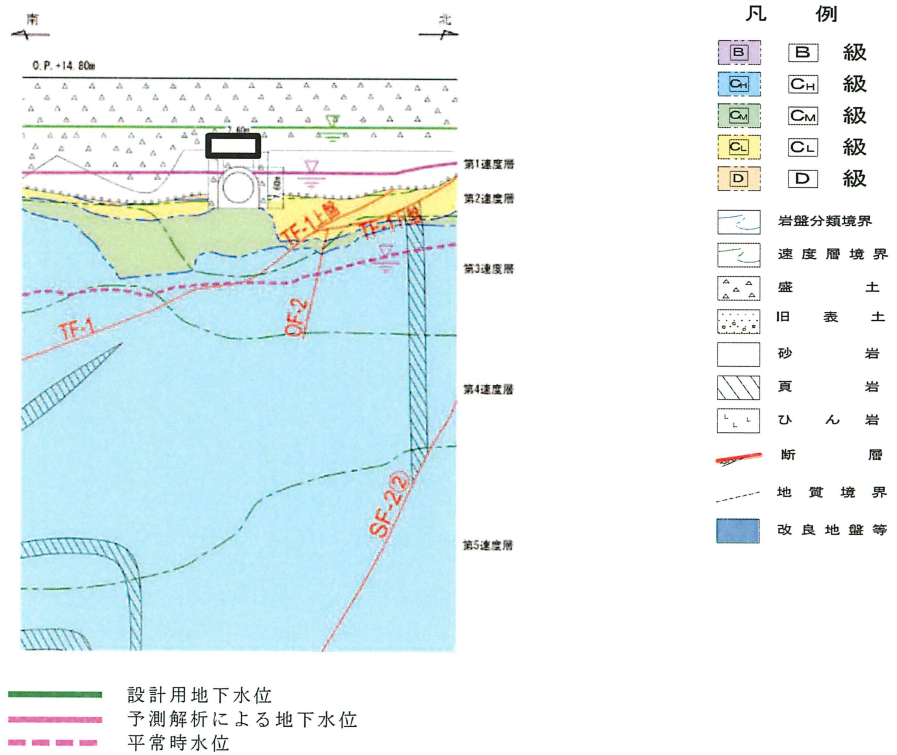 南
北
O.P.+14.80m
7.60m
第1速度層
第2速度層
第3速度層
第4速度層
第5速度層
TF-1上盤
TF-1下盤
TF-1
OF-2
SF-2②
凡 例
B B 級
CH CH 級
CM CM 級
CL CL 級
D D 級
岩盤分類境界
速度層境界
盛 土
旧 表 土
砂 岩
頁 岩
ひ ん 岩
断 層
地 質 境 界
改 良 地 盤 等
設計用地下水位
予測解析による地下水位
平常時水位